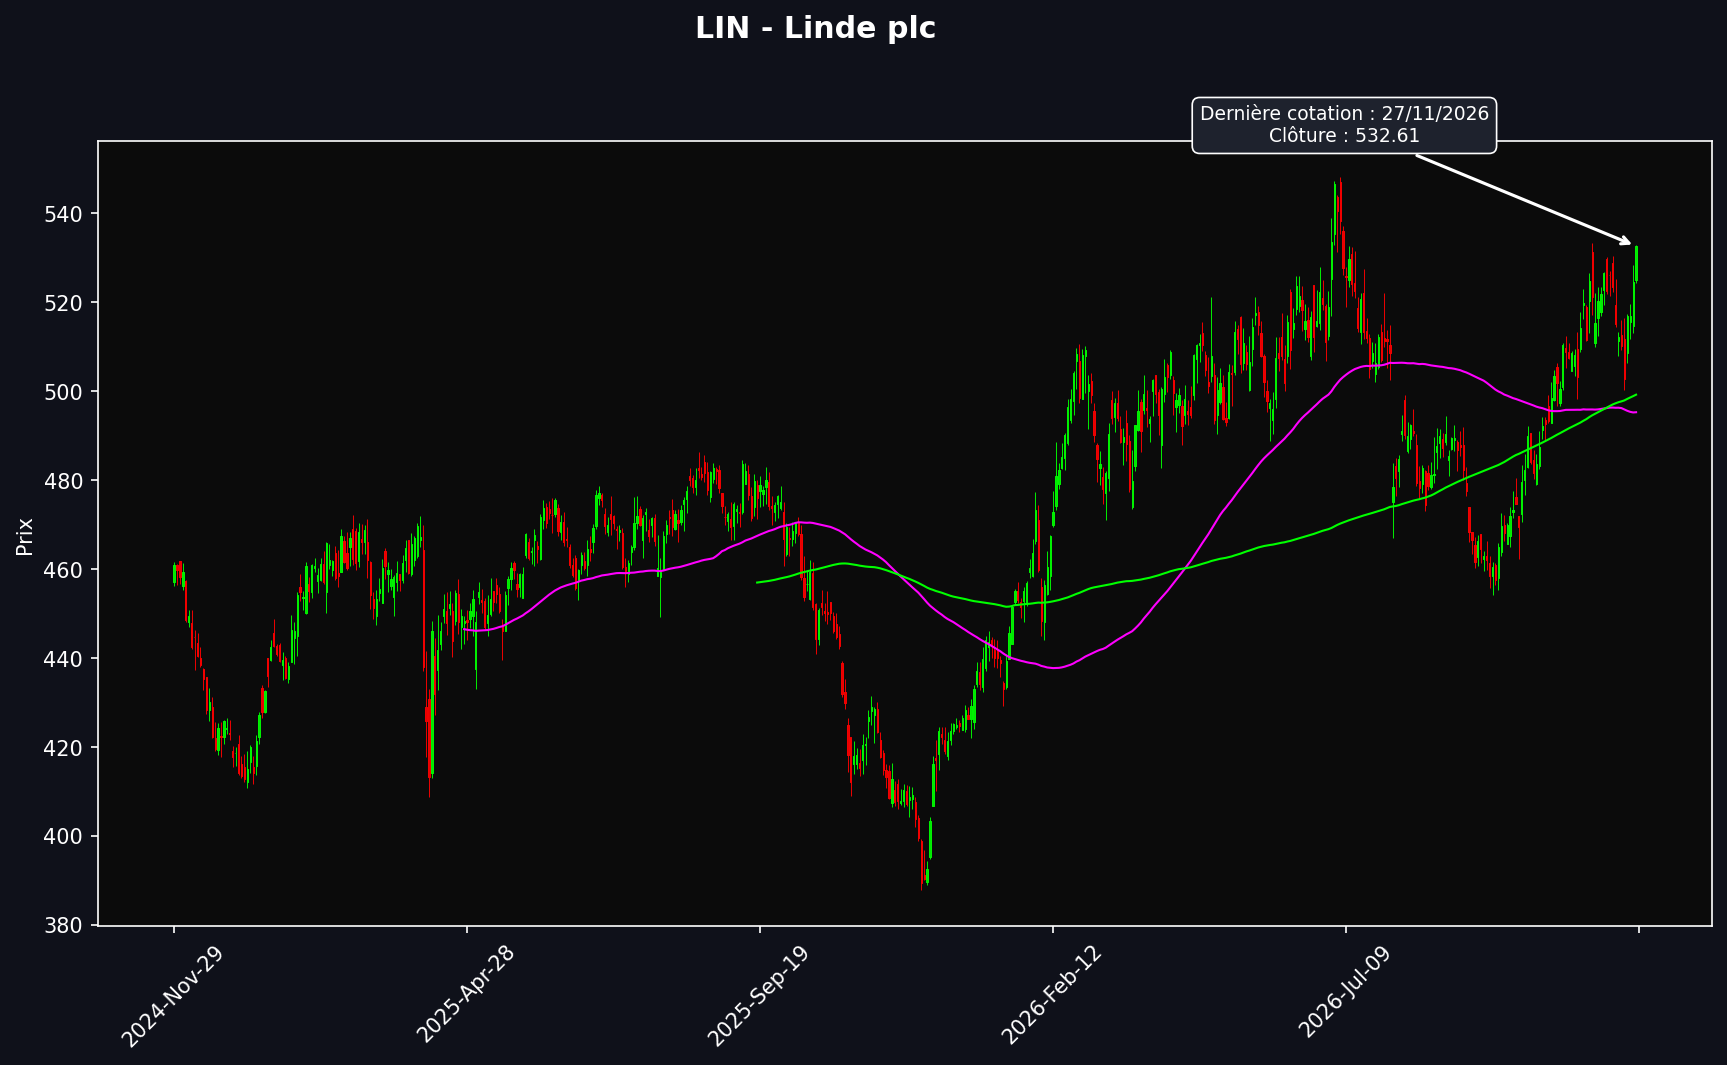 LIN - Linde plc
Dernière cotation : 27/11/2026
Clôture : 532.61
Prix
540
520
500
480
460
440
420
400
380
2024-Nov-29
2025-Apr-28
2025-Sep-19
2026-Feb-12
2026-Jul-09